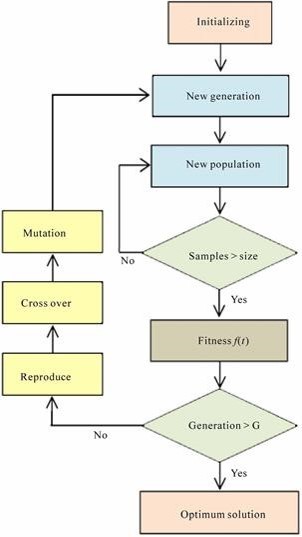 Initializing
New generation
New population
Samples > size
No
Yes
Fitness f(t)
Generation > G
No
Yes
Optimum solution
Reproduce
Cross over
Mutation